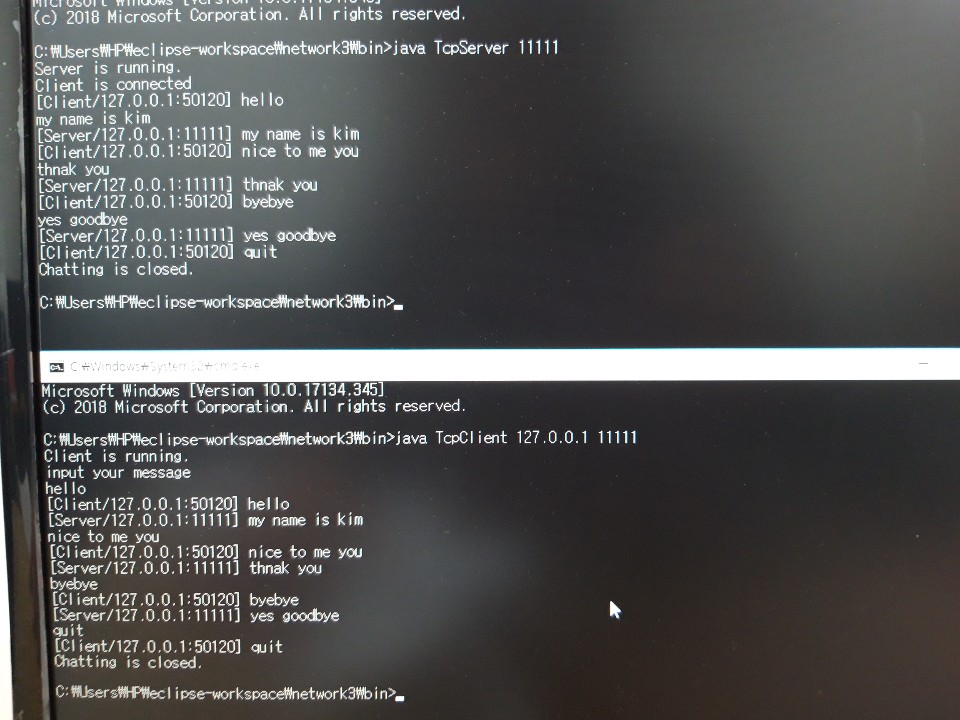 Microsoft Windows [Version 10.0.17134.345]
(c) 2018 Microsoft Corporation. All rights reserved.
C:₩Users₩HP₩eclipse-workspace₩network3₩bin>java TcpServer 11111
Server is running.
Client is connected
[Client/127.0.0.1:50120] hello
my name is kim
[Server/127.0.0.1:11111] my name is kim
[Client/127.0.0.1:50120] nice to me you
thnak you
[Server/127.0.0.1:11111] thnak you
[Client/127.0.0.1:50120] byebye
yes goodbye
[Server/127.0.0.1:11111] yes goodbye
[Client/127.0.0.1:50120] quit
Chatting is closed.
C:₩Users₩HP₩eclipse-workspace₩network3₩bin>
C:₩Windows₩System32₩cmd.exe
Microsoft Windows [Version 10.0.17134.345]
(c) 2018 Microsoft Corporation. All rights reserved.
C:₩Users₩HP₩eclipse-workspace₩network3₩bin>java TcpClient 127.0.0.1 11111
Client is running.
input your message
hello
[Client/127.0.0.1:50120] hello
[Server/127.0.0.1:11111] my name is kim
nice to me you
[Client/127.0.0.1:50120] nice to me you
[Server/127.0.0.1:11111] thnak you
byebye
[Client/127.0.0.1:50120] byebye
[Server/127.0.0.1:11111] yes goodbye
quit
[Client/127.0.0.1:50120] quit
Chatting is closed.
C:₩Users₩HP₩eclipse-workspace₩network3₩bin>